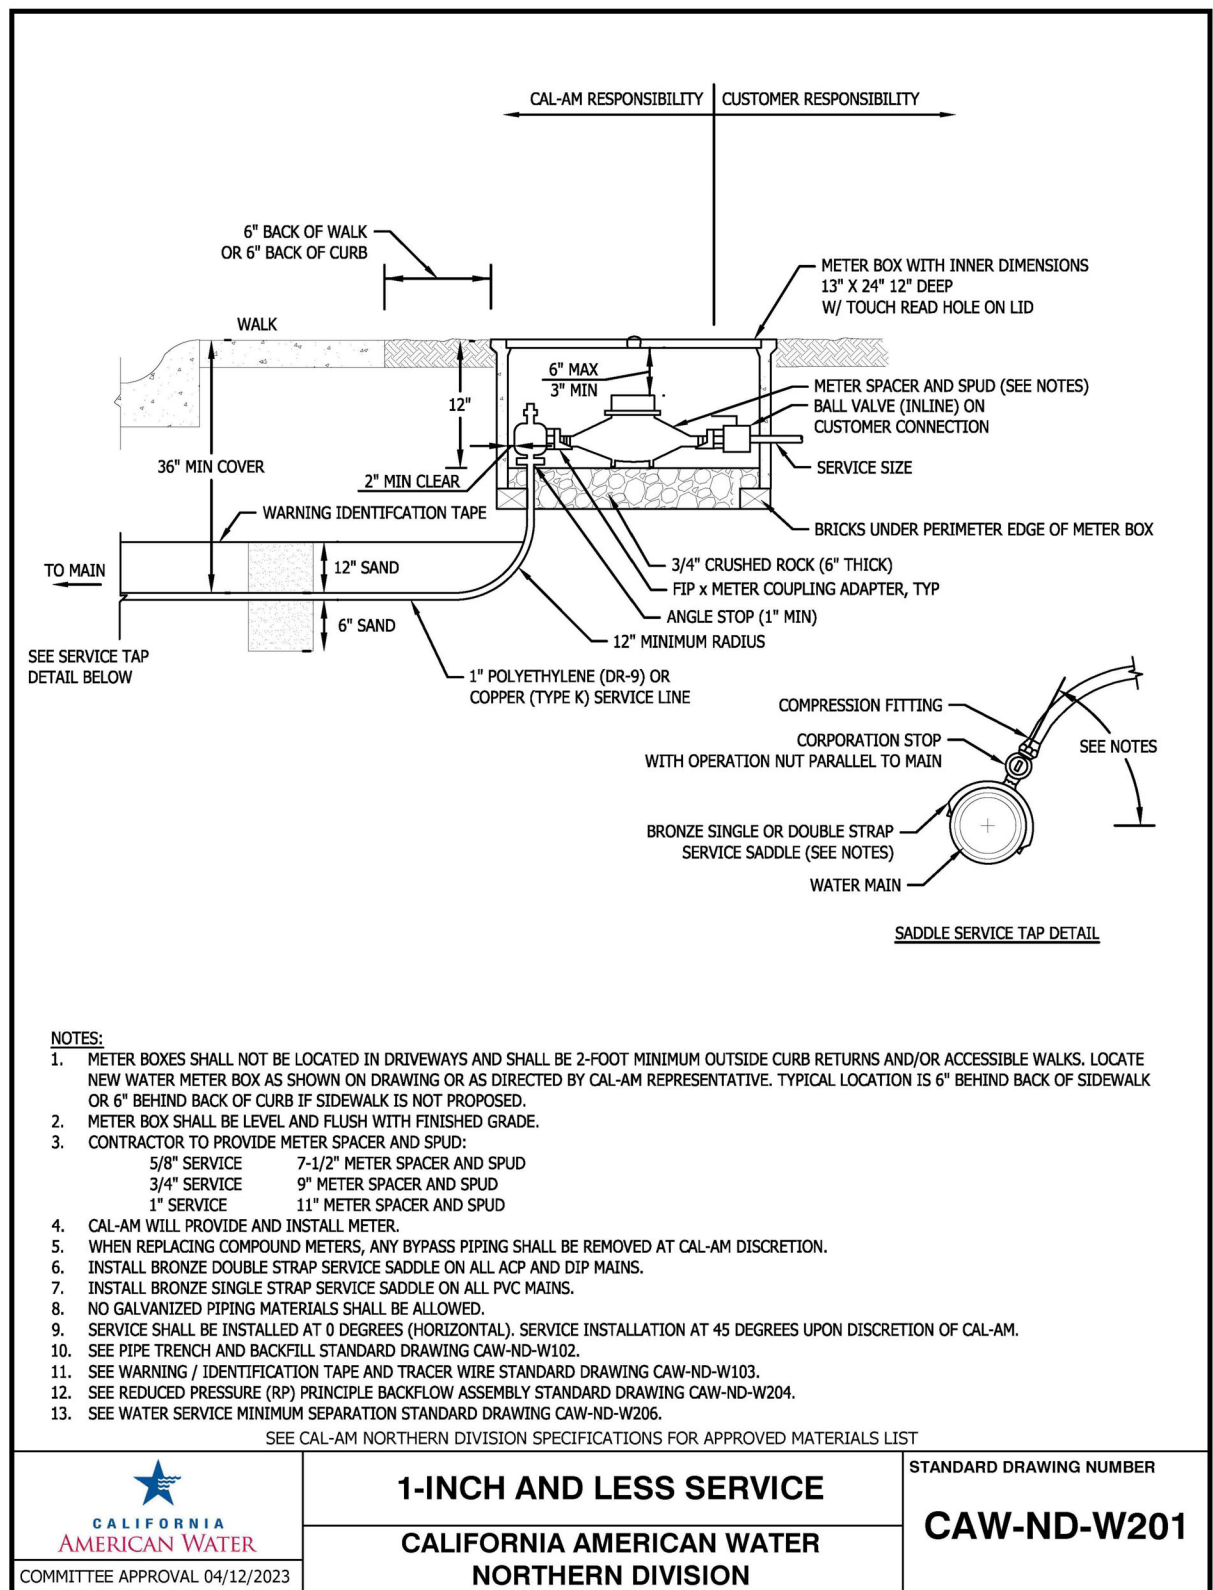 CAL-AM RESPONSIBILITY
CUSTOMER RESPONSIBILITY
6" BACK OF WALK
OR 6" BACK OF CURB
METER BOX WITH INNER DIMENSIONS
13" X 24" 12" DEEP
W/ TOUCH READ HOLE ON LID
WALK
6" MAX
3" MIN
12"
METER SPACER AND SPUD (SEE NOTES)
BALL VALVE (INLINE) ON
CUSTOMER CONNECTION
36" MIN COVER
2" MIN CLEAR
SERVICE SIZE
WARNING IDENTIFCATION TAPE
BRICKS UNDER PERIMETER EDGE OF METER BOX
TO MAIN
12" SAND
3/4" CRUSHED ROCK (6" THICK)
FIP x METER COUPLING ADAPTER, TYP
6" SAND
ANGLE STOP (1" MIN)
12" MINIMUM RADIUS
SEE SERVICE TAP
DETAIL BELOW
1" POLYETHYLENE (DR-9) OR
COPPER (TYPE K) SERVICE LINE
COMPRESSION FITTING
CORPORATION STOP
WITH OPERATION NUT PARALLEL TO MAIN
SEE NOTES
BRONZE SINGLE OR DOUBLE STRAP
SERVICE SADDLE (SEE NOTES)
WATER MAIN
SADDLE SERVICE TAP DETAIL
NOTES:
1. METER BOXES SHALL NOT BE LOCATED IN DRIVEWAYS AND SHALL BE 2-FOOT MINIMUM OUTSIDE CURB RETURNS AND/OR ACCESSIBLE WALKS. LOCATE
NEW WATER METER BOX AS SHOWN ON DRAWING OR AS DIRECTED BY CAL-AM REPRESENTATIVE. TYPICAL LOCATION IS 6" BEHIND BACK OF SIDEWALK
OR 6" BEHIND BACK OF CURB IF SIDEWALK IS NOT PROPOSED.
2. METER BOX SHALL BE LEVEL AND FLUSH WITH FINISHED GRADE.
3. CONTRACTOR TO PROVIDE METER SPACER AND SPUD:
5/8" SERVICE 7-1/2" METER SPACER AND SPUD
3/4" SERVICE 9" METER SPACER AND SPUD
1" SERVICE 11" METER SPACER AND SPUD
4. CAL-AM WILL PROVIDE AND INSTALL METER.
5. WHEN REPLACING COMPOUND METERS, ANY BYPASS PIPING SHALL BE REMOVED AT CAL-AM DISCRETION.
6. INSTALL BRONZE DOUBLE STRAP SERVICE SADDLE ON ALL ACP AND DIP MAINS.
7. INSTALL BRONZE SINGLE STRAP SERVICE SADDLE ON ALL PVC MAINS.
8. NO GALVANIZED PIPING MATERIALS SHALL BE ALLOWED.
9. SERVICE SHALL BE INSTALLED AT 0 DEGREES (HORIZONTAL). SERVICE INSTALLATION AT 45 DEGREES UPON DISCRETION OF CAL-AM.
10. SEE PIPE TRENCH AND BACKFILL STANDARD DRAWING CAW-ND-W102.
11. SEE WARNING / IDENTIFICATION TAPE AND TRACER WIRE STANDARD DRAWING CAW-ND-W103.
12. SEE REDUCED PRESSURE (RP) PRINCIPLE BACKFLOW ASSEMBLY STANDARD DRAWING CAW-ND-W204.
13. SEE WATER SERVICE MINIMUM SEPARATION STANDARD DRAWING CAW-ND-W206.
SEE CAL-AM NORTHERN DIVISION SPECIFICATIONS FOR APPROVED MATERIALS LIST
CALIFORNIA
AMERICAN WATER
COMMITTEE APPROVAL 04/12/2023
1-INCH AND LESS SERVICE
CALIFORNIA AMERICAN WATER
NORTHERN DIVISION
STANDARD DRAWING NUMBER
CAW-ND-W201